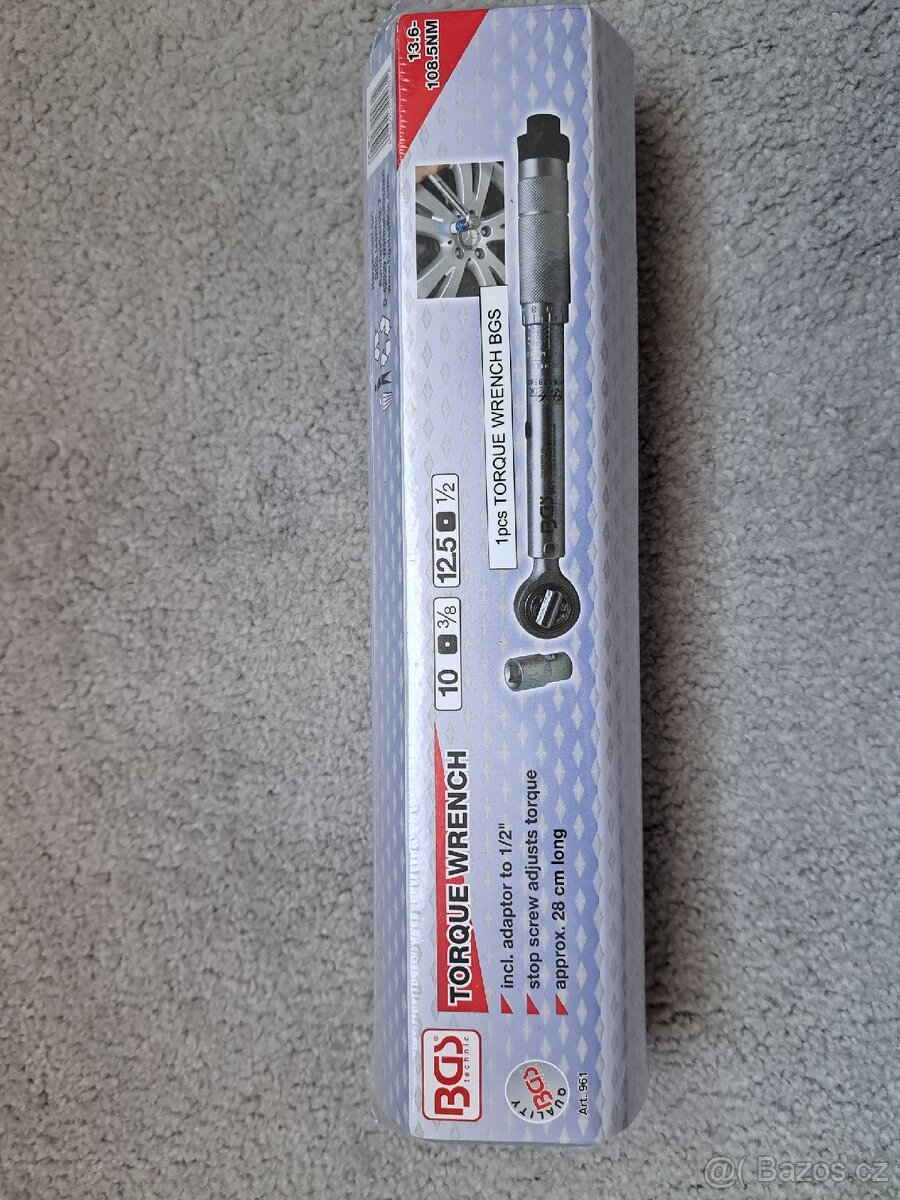 BGS®
technic
TORQUE WRENCH
incl. adaptor to 1/2"
stop screw adjusts torque
approx. 28 cm long
10 3/8
12.5 1/2
1pcs TORQUE WRENCH BGS
13.6-
108.5NM
BGS
BGS
QUALITY
Art. 961
@( Bazos.cz